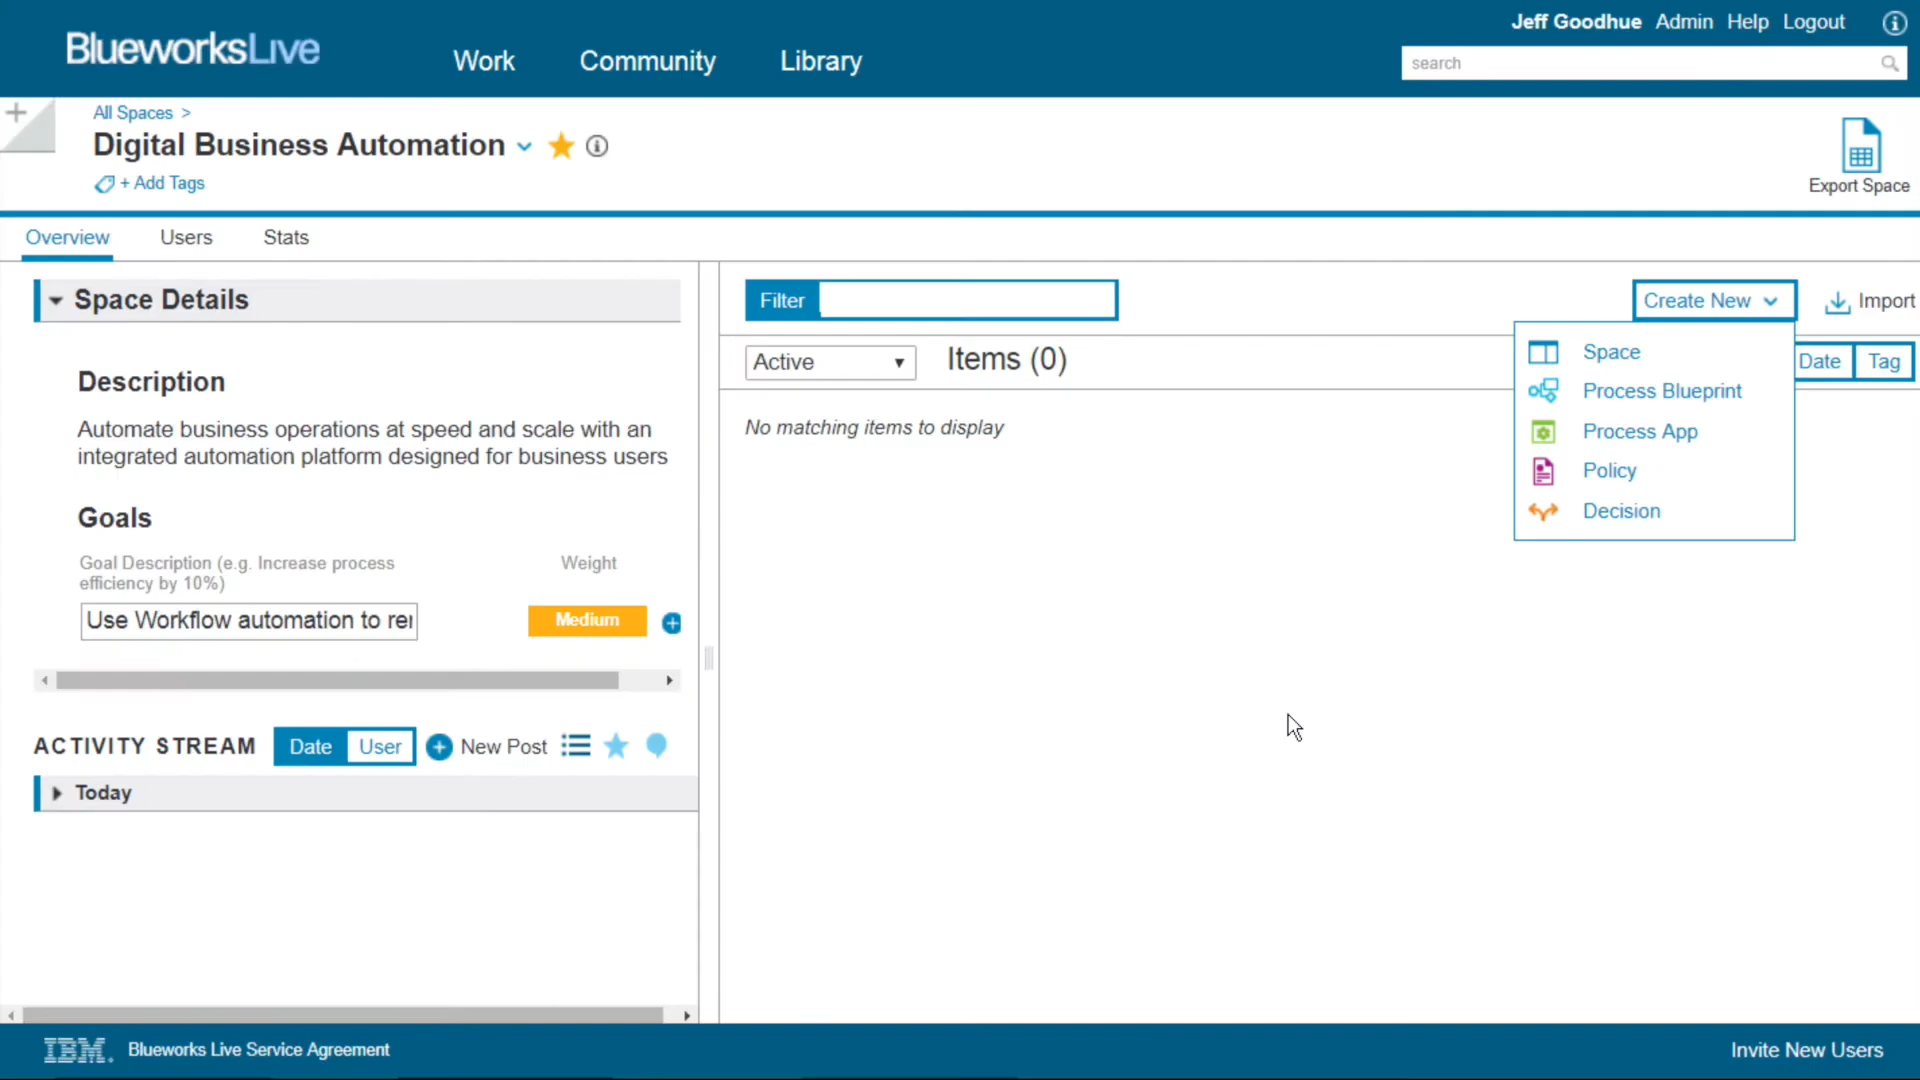 Jeff Goodhue Admin Help Logout
BlueworksLive
Work Community Library
search
All Spaces >
Digital Business Automation
+ Add Tags
Export Space
Overview Users Stats
Space Details
Description
Automate business operations at speed and scale with an
integrated automation platform designed for business users
Goals
Goal Description (e.g. Increase process
efficiency by 10%)
Weight
Use Workflow automation to rer
Medium
ACTIVITY STREAM Date User New Post
Today
Filter
Create New
Import
Active
Items (0)
Date Tag
No matching items to display
Space
Process Blueprint
Process App
Policy
Decision
IBM. Blueworks Live Service Agreement
Invite New Users